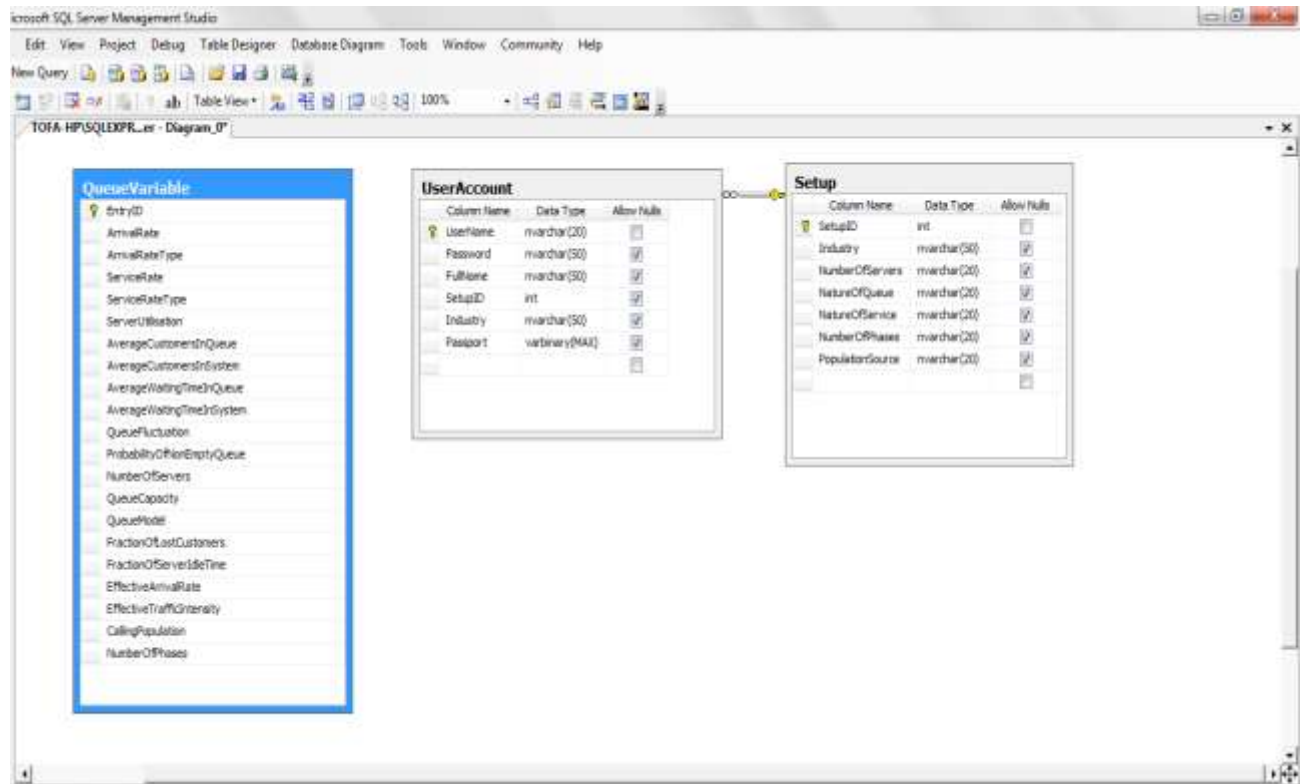 icrosoft SQL Server Management Studio
Edit View Project Debug Table Designer Database Diagram Tools Window Community Help
New Query
ab Table View 100%
TOFA-HP\SQLEXPR...er - Diagram_0*
QueueVariable
EntryID
ArrivalRate
ArrivalRateType
ServiceRate
ServiceRateType
ServerUtilisation
AverageCustomersInQueue
AverageCustomersInSystem
AverageWaitingTimeInQueue
AverageWaitingTimeInSystem
QueueFluctuation
ProbabilityOfNonEmptyQueue
NumberOfServers
QueueCapacity
QueueModel
FractionOfLostCustomers
FractionOfServerIdleTime
EffectiveArrivalRate
EffectiveTrafficIntensity
CallingPopulation
NumberOfPhases
UserAccount
Column Name Data Type Allow Nulls
UserName nvarchar(20)
Password nvarchar(50)
FullName nvarchar(50)
SetupID int
Industry nvarchar(50)
Passport varbinary(MAX)
Setup
Column Name Data Type Allow Nulls
SetupID int
Industry nvarchar(50)
NumberOfServers nvarchar(20)
NatureOfQueue nvarchar(20)
NatureOfService nvarchar(20)
NumberOfPhases nvarchar(20)
PopulationSource nvarchar(20)